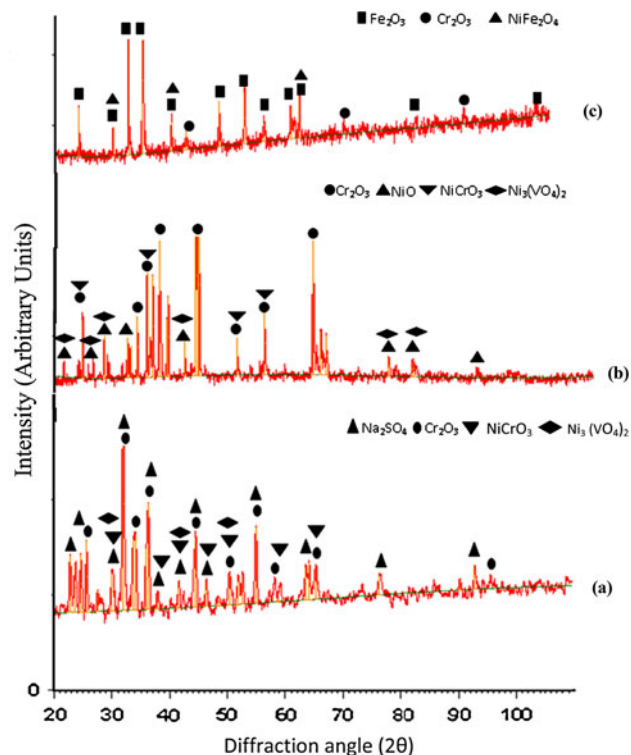 Fe₂O₃ Cr₂O₃ NiFe₂O₄
(c)
Cr₂O₃ NiO NiCrO₃ Ni₃(VO₄)₂
(b)
Na₂SO₄ Cr₂O₃ NiCrO₃ Ni₃ (VO₄)₂
(a)
Intensity (Arbitrary Units)
0
20 30 40 50 60 70 80 90 100
Diffraction angle (2θ)